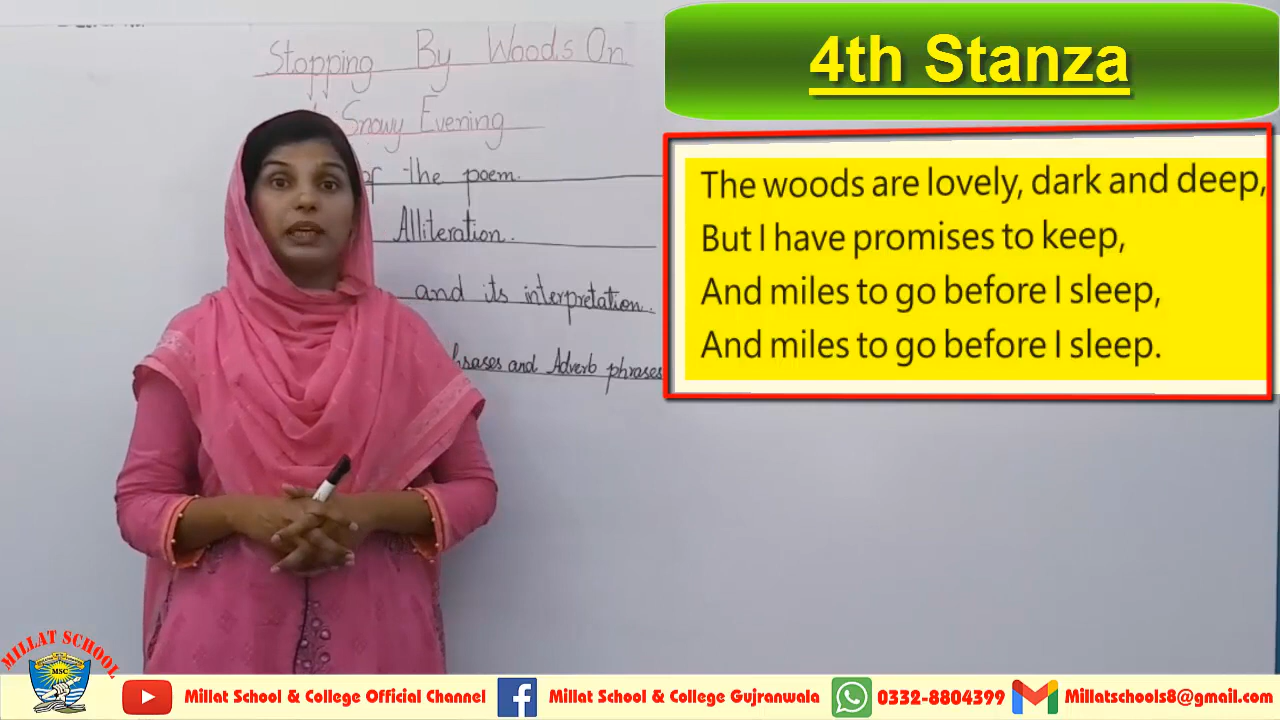 Stopping By Woods On
Snowy Evening
of the poem.
Alliteration.
and its interpretation.
hrases and Adverb phrases
4th Stanza
The woods are lovely, dark and deep,
But I have promises to keep,
And miles to go before I sleep,
And miles to go before I sleep.
MILLAT SCHOOL
MSC
Millat School & College Official Channel
Millat School & College Gujranwala
0332-8804399
Millatschools8@gmail.com